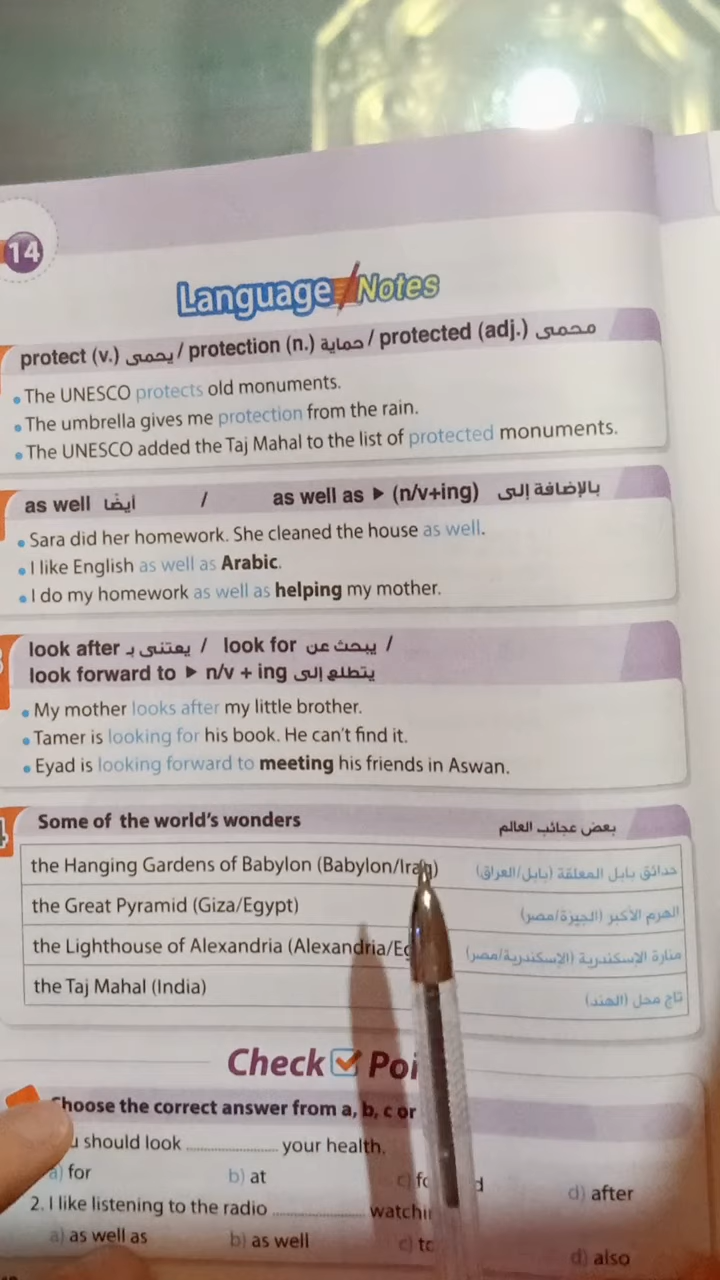 14
Language Notes
protect (v.) يحمى / protection (n.) حماية / protected (adj.) محمى
• The UNESCO protects old monuments.
• The umbrella gives me protection from the rain.
• The UNESCO added the Taj Mahal to the list of protected monuments.
as well أيضًا / as well as ▶ (n/v+ing) بالإضافة إلى
• Sara did her homework. She cleaned the house as well.
• I like English as well as Arabic.
• I do my homework as well as helping my mother.
look after يعتنى بـ / look for يبحث عن /
look forward to ▶ n/v + ing يتطلع إلى
• My mother looks after my little brother.
• Tamer is looking for his book. He can't find it.
• Eyad is looking forward to meeting his friends in Aswan.
4 Some of the world's wonders بعض عجائب العالم
the Hanging Gardens of Babylon (Babylon/Iraq) حدائق بابل المعلقة (بابل/العراق)
the Great Pyramid (Giza/Egypt) الهرم الأكبر (الجيزة/مصر)
the Lighthouse of Alexandria (Alexandria/Eg منارة الإسكندرية (الإسكندرية/مصر)
the Taj Mahal (India) تاج محل (الهند)
Check Poi
Choose the correct answer from a, b, c or
should look ............ your health.
a) for b) at c) d) after
2. I like listening to the radio ............ watchi
a) as well as b) as well c) d) also